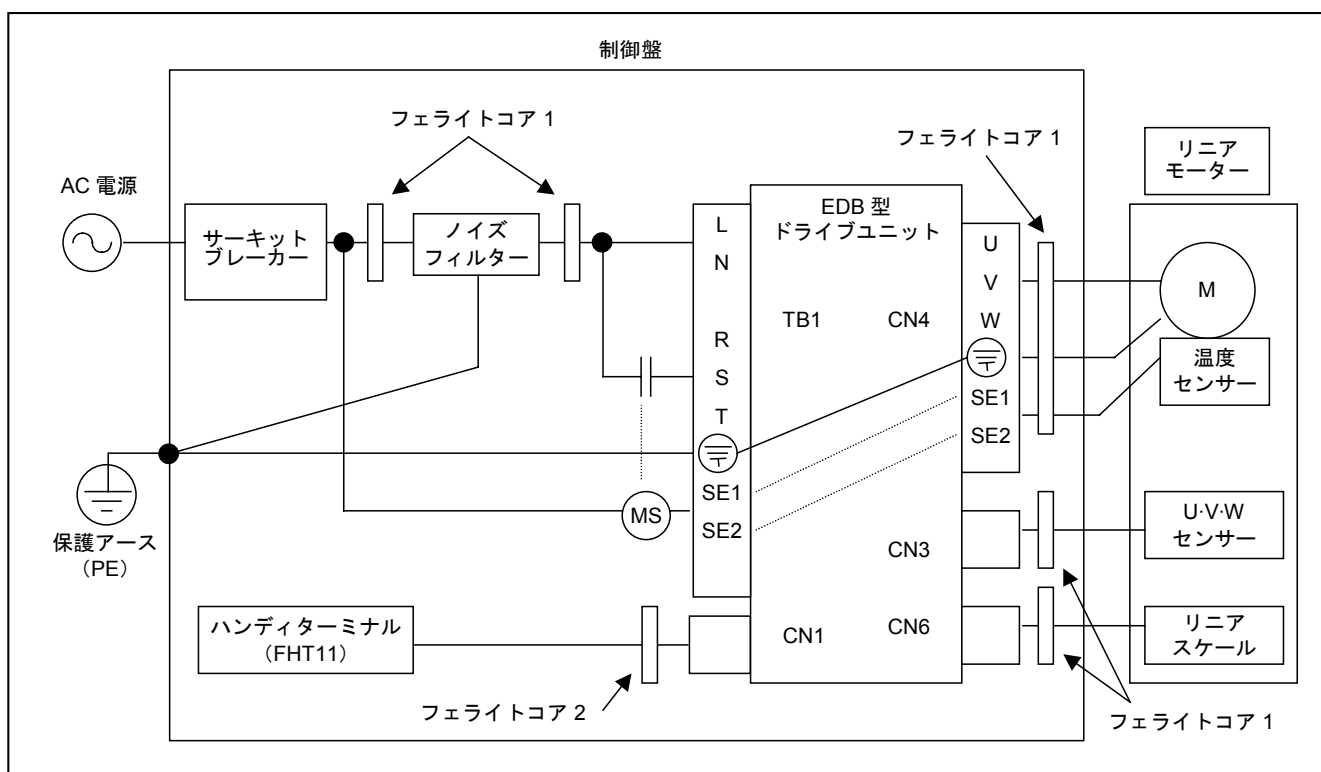 制御盤
フェライトコア 1
フェライトコア 1
AC 電源
サーキット
ブレーカー
ノイズ
フィルター
EDB 型
ドライブユニット
リニア
モーター
L
N
R
S
T
SE1
SE2
TB1
CN4
U
V
W
SE1
SE2
M
温度
センサー
MS
保護アース
(PE)
CN3
U·V·W
センサー
ハンディターミナル
(FHT11)
CN1
CN6
リニア
スケール
フェライトコア 2
フェライトコア 1